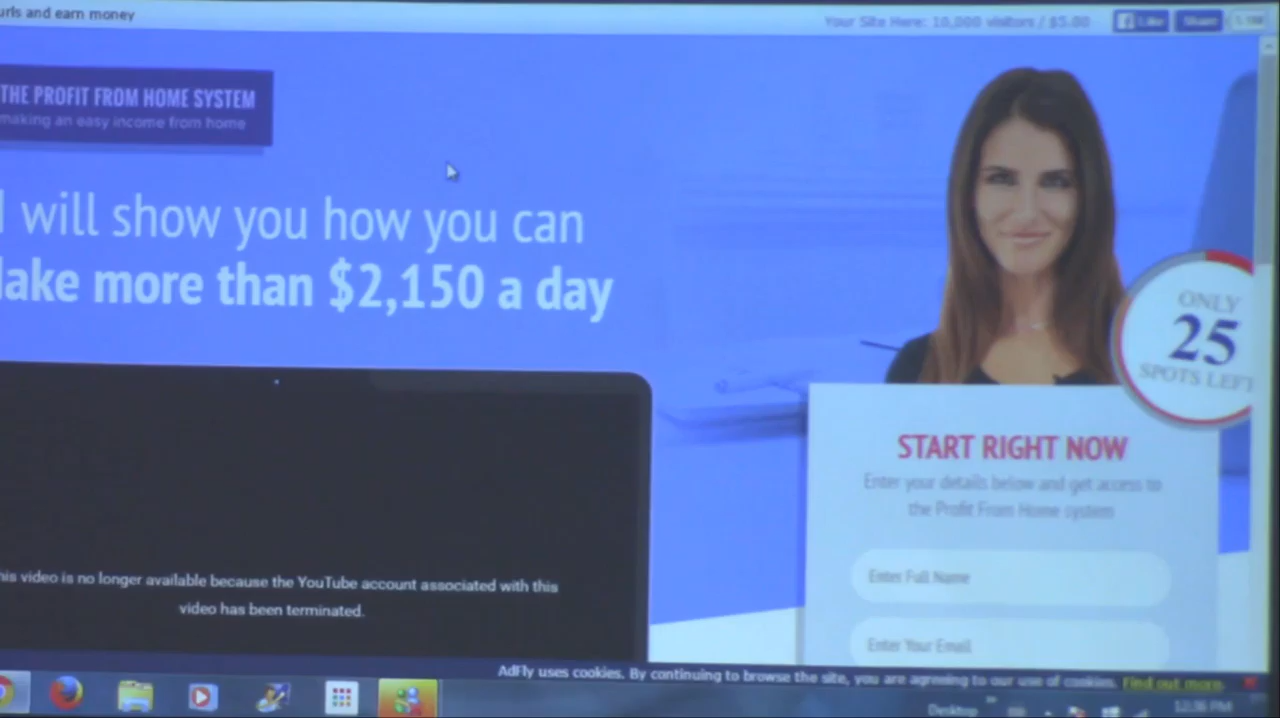 urls and earn money
Your Site Here: 10,000 visitors / $5.00
Like
Share
THE PROFIT FROM HOME SYSTEM
making an easy income from home
I will show you how you can
Make more than $2,150 a day
ONLY
25
SPOTS LEFT
START RIGHT NOW
Enter your details below and get access to
the Profit From Home system
Enter Full Name
Enter Your Email
his video is no longer available because the YouTube account associated with this
video has been terminated.
AdFly uses cookies. By continuing to browse the site, you are agreeing to our use of cookies. Find out more.
Desktop
12:36 PM